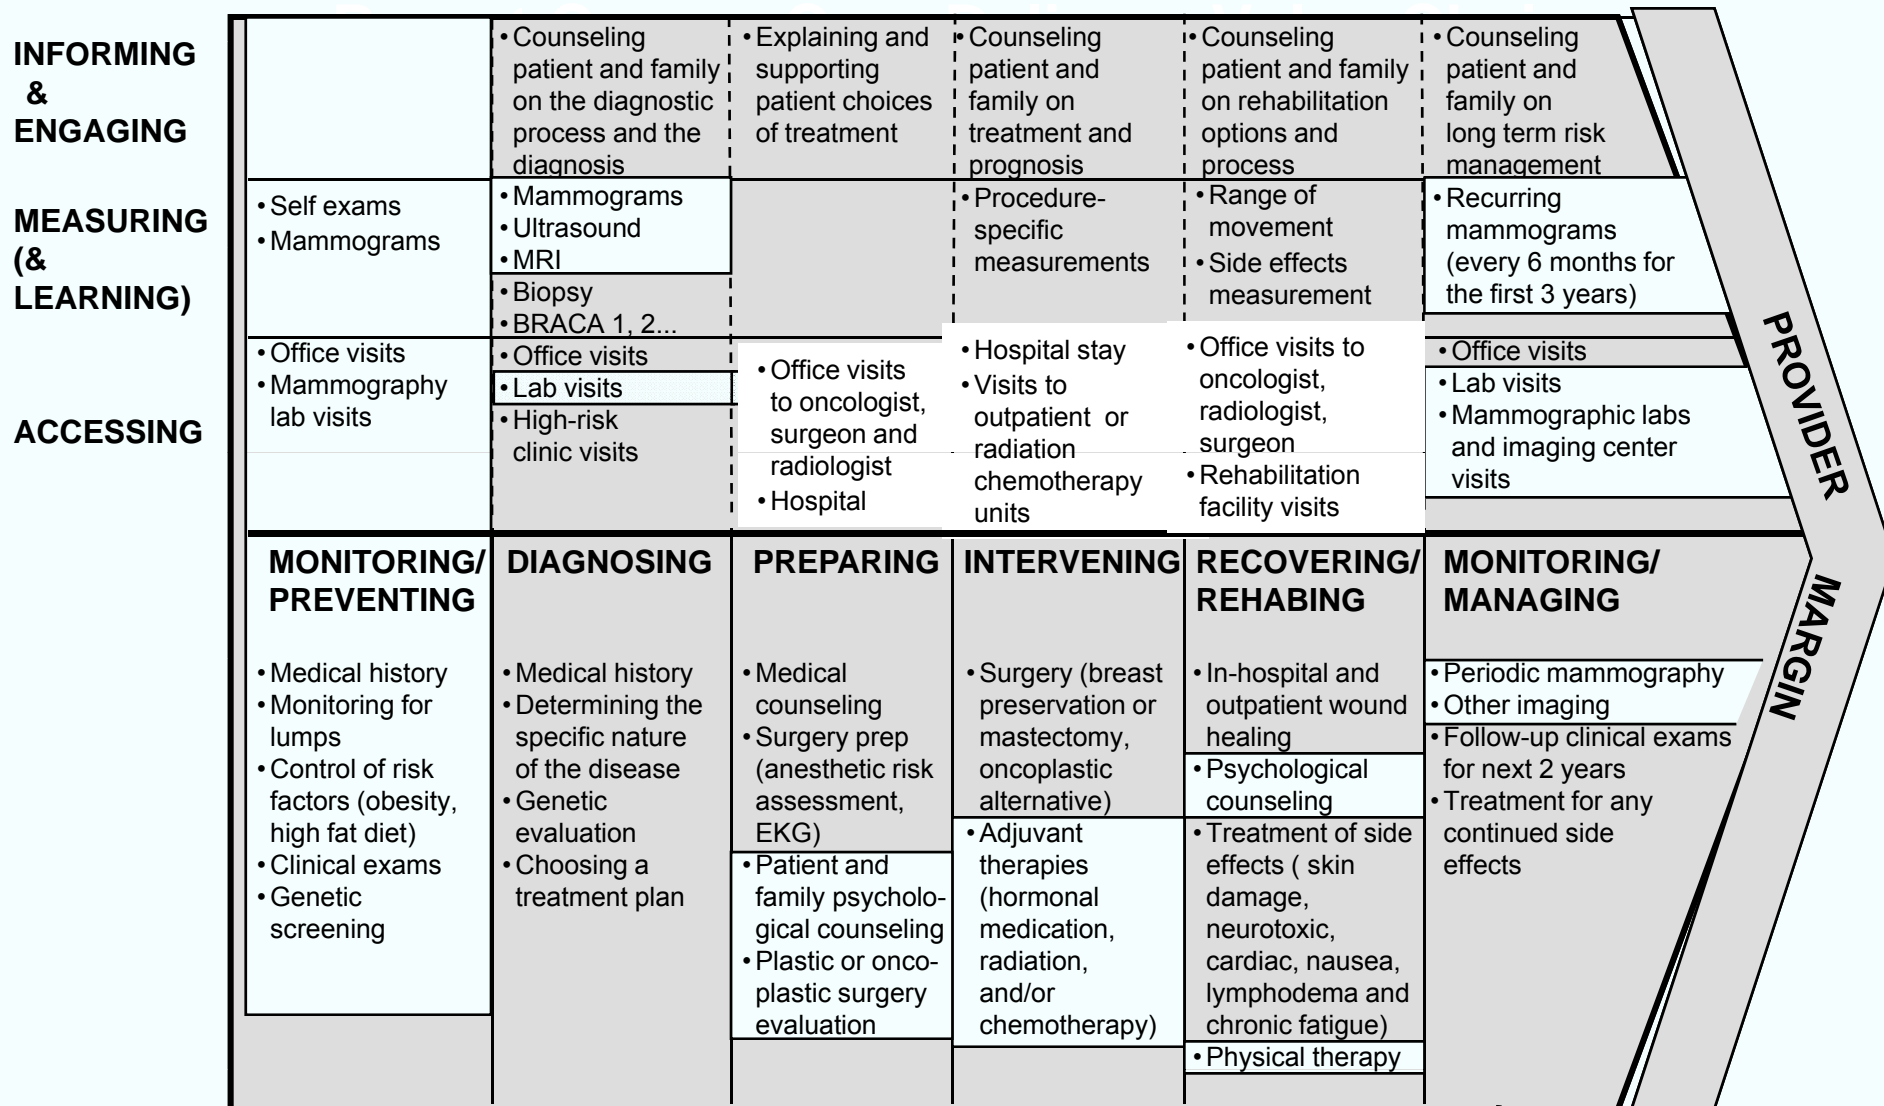 INFORMING
&
ENGAGING
• Counseling
patient and family
on the diagnostic
process and the
diagnosis
• Explaining and
supporting
patient choices
of treatment
• Counseling
patient and
family on
treatment and
prognosis
• Counseling
patient and family
on rehabilitation
options and
process
• Counseling
patient and
family on
long term risk
management
MEASURING
(&
LEARNING)
• Self exams
• Mammograms
• Mammograms
• Ultrasound
• MRI
• Biopsy
• BRACA 1, 2...
• Procedure-
specific
measurements
• Range of
movement
• Side effects
measurement
• Recurring
mammograms
(every 6 months for
the first 3 years)
ACCESSING
• Office visits
• Mammography
lab visits
• Office visits
• Lab visits
• High-risk
clinic visits
• Office visits
to oncologist,
surgeon and
radiologist
• Hospital
• Hospital stay
• Visits to
outpatient or
radiation
chemotherapy
units
• Office visits to
oncologist,
radiologist,
surgeon
• Rehabilitation
facility visits
• Office visits
• Lab visits
• Mammographic labs
and imaging center
visits
MONITORING/
PREVENTING
• Medical history
• Monitoring for
lumps
• Control of risk
factors (obesity,
high fat diet)
• Clinical exams
• Genetic
screening
DIAGNOSING
• Medical history
• Determining the
specific nature
of the disease
• Genetic
evaluation
• Choosing a
treatment plan
PREPARING
• Medical
counseling
• Surgery prep
(anesthetic risk
assessment,
EKG)
• Patient and
family psycholo-
gical counseling
• Plastic or onco-
plastic surgery
evaluation
INTERVENING
• Surgery (breast
preservation or
mastectomy,
oncoplastic
alternative)
• Adjuvant
therapies
(hormonal
medication,
radiation,
and/or
chemotherapy)
RECOVERING/
REHABING
• In-hospital and
outpatient wound
healing
• Psychological
counseling
• Treatment of side
effects ( skin
damage,
neurotoxic,
cardiac, nausea,
lymphodema and
chronic fatigue)
• Physical therapy
MONITORING/
MANAGING
• Periodic mammography
• Other imaging
• Follow-up clinical exams
for next 2 years
• Treatment for any
continued side
effects
PROVIDER
MARGIN